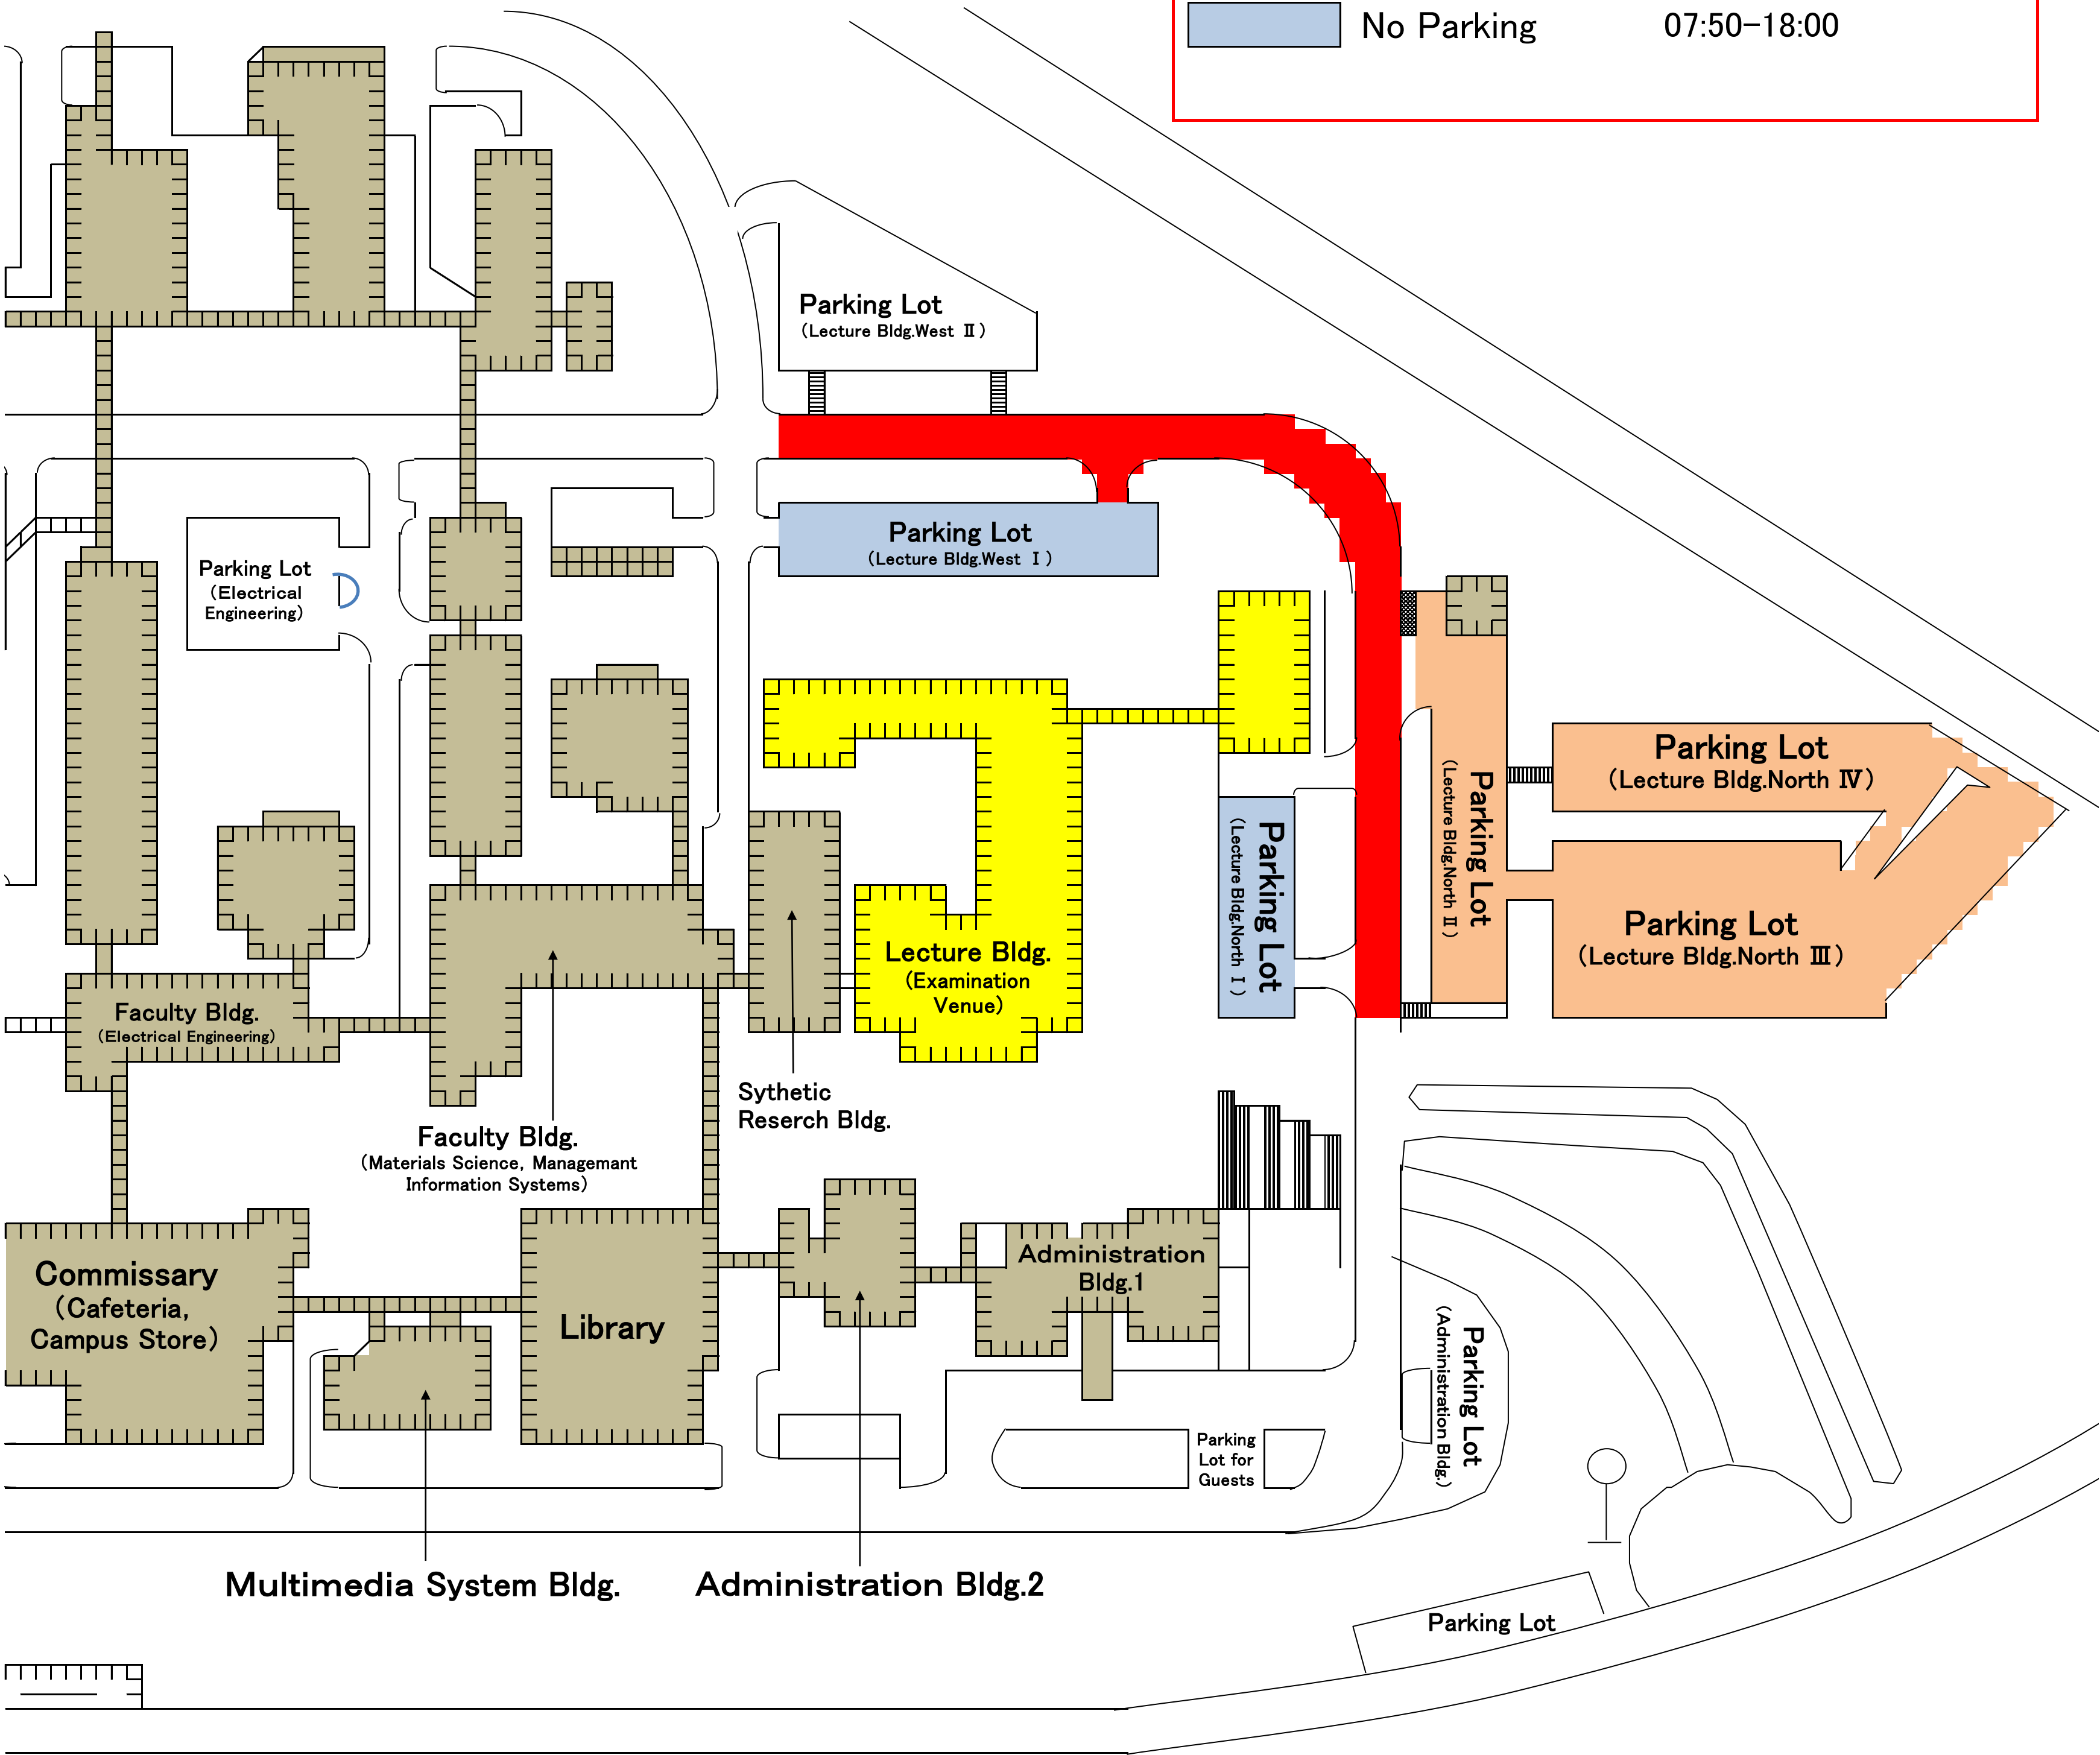 No Parking 07:50-18:00
Parking Lot
(Lecture Bldg.West Ⅱ)
Parking Lot
(Lecture Bldg.West Ⅰ)
Parking Lot
(Electrical
Engineering)
Parking Lot
(Lecture Bldg.North Ⅳ)
Parking Lot
(Lecture Bldg.North Ⅱ)
Parking Lot
(Lecture Bldg.North Ⅰ)
Parking Lot
(Lecture Bldg.North Ⅲ)
Lecture Bldg.
(Examination
Venue)
Faculty Bldg.
(Electrical Engineering)
Sythetic
Reserch Bldg.
Faculty Bldg.
(Materials Science, Managemant
Information Systems)
Commissary
(Cafeteria,
Campus Store)
Library
Administration
Bldg.1
Parking Lot
(Administration Bldg.)
Parking
Lot for
Guests
Multimedia System Bldg.
Administration Bldg.2
Parking Lot